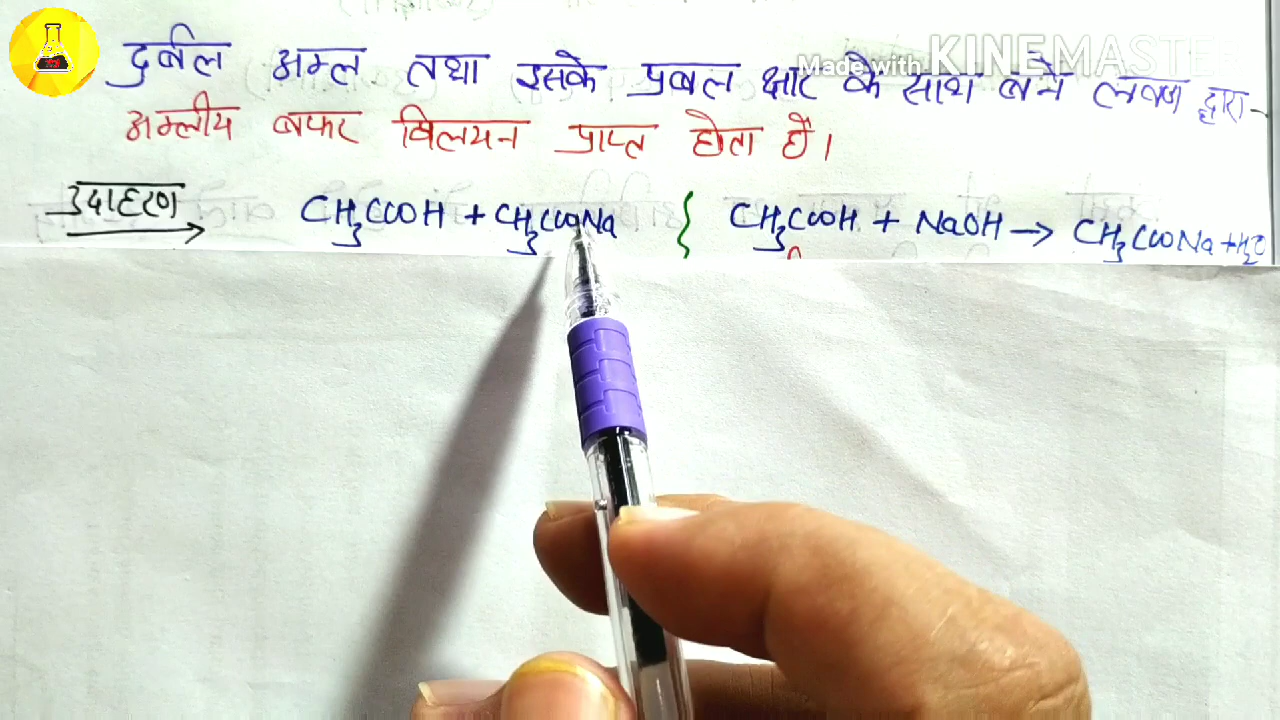 Made with KINEMASTER
दुर्बल अम्ल तथा इसके प्रबल क्षार के साथ बने लवण द्वारा
अम्लीय बफर विलयन प्राप्त होता है।
उदाहरण CH3COOH + CH3COONa { CH3COOH + NaOH → CH3COONa + H2O